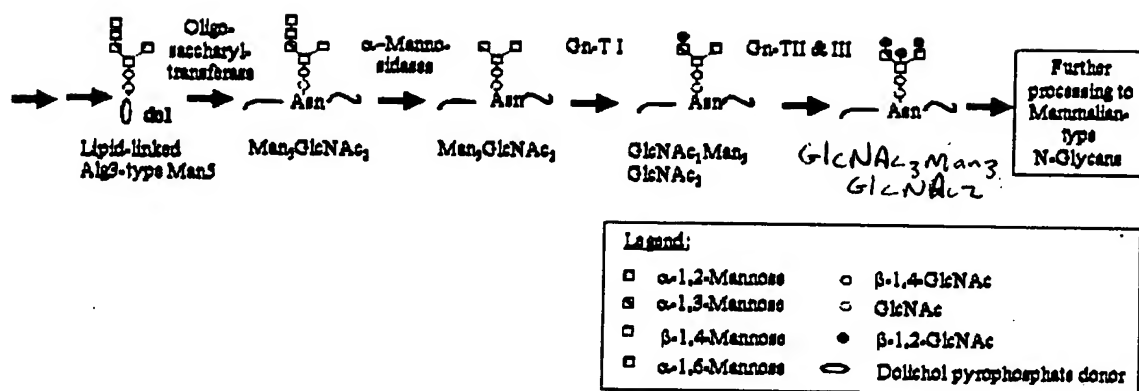 Oligo-
saccharyl-
transferase
α-Manno-
sidases
Gn-T I
Gn-TII & III
dol
Asn
Asn
Asn
Asn
Lipid-linked
Alg3-type Man5
Man₅GlcNAc₂
Man₃GlcNAc₂
GlcNAc₁Man₃
GlcNAc₂
GlcNAc₃Man₃
GlcNAc₂
Further
processing to
Mammalian-
type
N-Glycans
Legend:
α-1,2-Mannose
β-1,4-GlcNAc
α-1,3-Mannose
GlcNAc
β-1,4-Mannose
β-1,2-GlcNAc
α-1,6-Mannose
Dolichol pyrophosphate donor